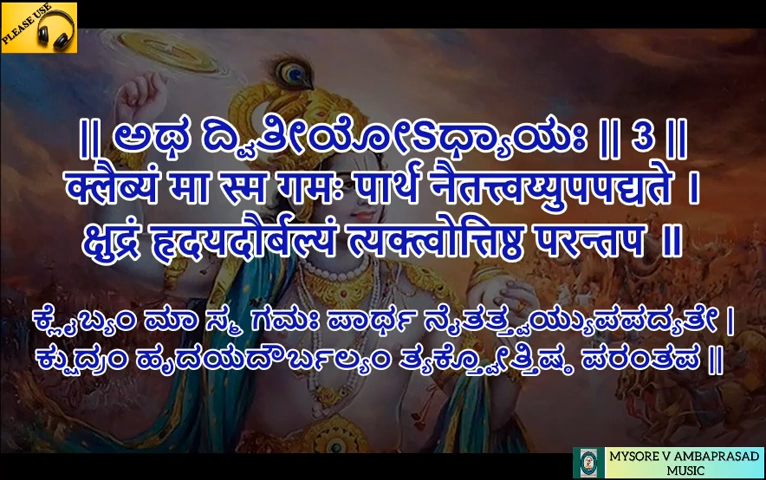 PLEASE USE
|| ಅಥ ದ್ವಿತೀಯೋSಧ್ಯಾಯಃ || 3 ||
क्लैब्यं मा स्म गमः पार्थ नैतत्त्वय्युपपद्यते ।
क्षुद्रं हृदयदौर्बल्यं त्यक्त्वोत्तिष्ठ परन्तप ॥
ಕ್ಲೈಬ್ಯಂ ಮಾ ಸ್ಮ ಗಮಃ ಪಾರ್ಥ ನೈತತ್ತ್ವಯ್ಯುಪಪದ್ಯತೇ |
ಕ್ಷುದ್ರಂ ಹೃದಯದೌರ್ಬಲ್ಯಂ ತ್ಯಕ್ತ್ವೋತ್ತಿಷ್ಠ ಪರಂತಪ ||
MYSORE V AMBAPRASAD
MUSIC